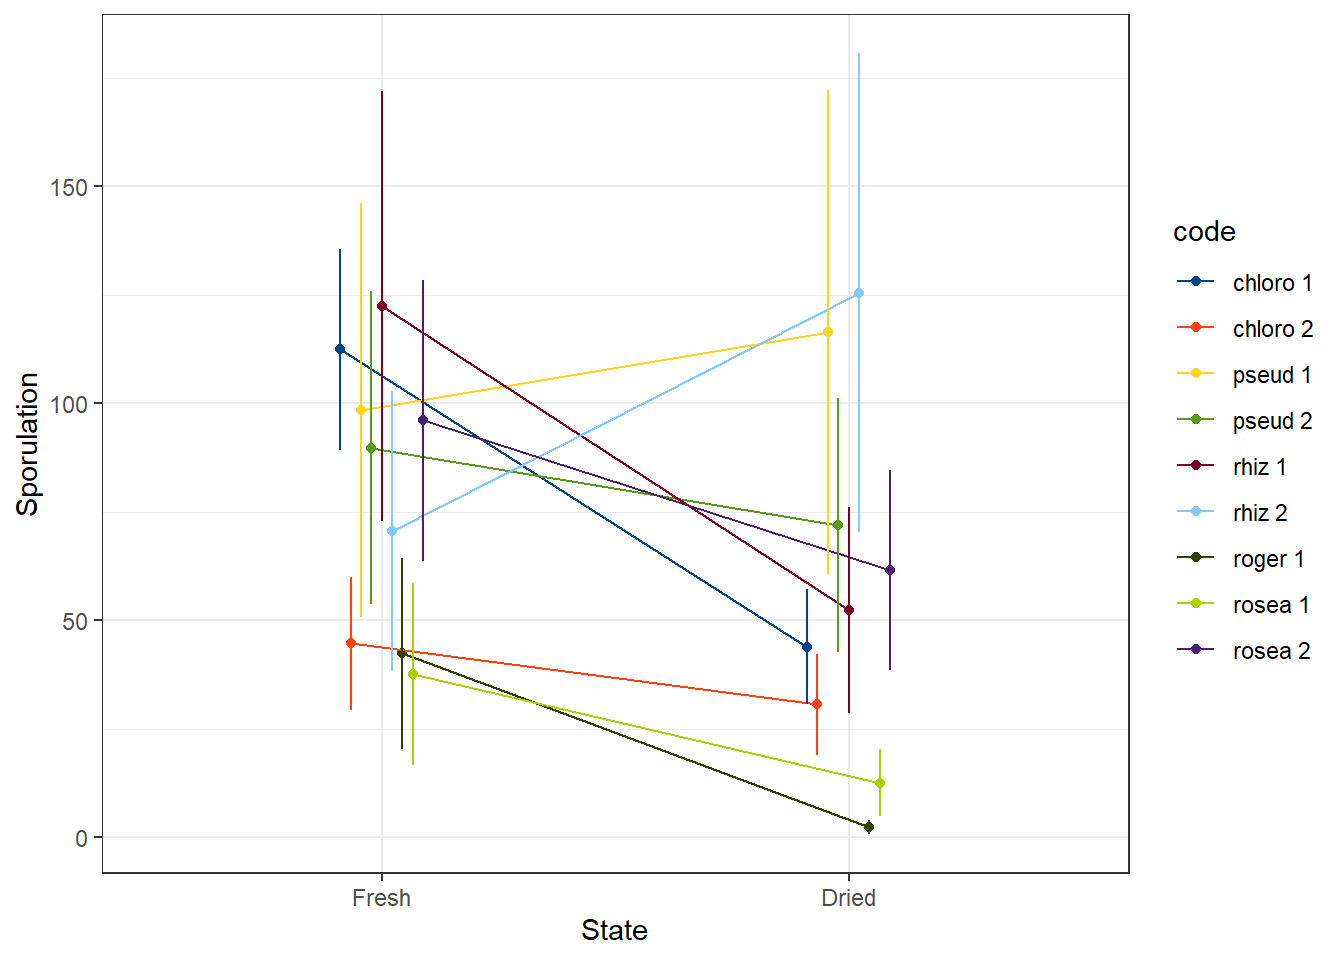 150
100
50
0
Sporulation
Fresh
Dried
State
code
chloro 1
chloro 2
pseud 1
pseud 2
rhiz 1
rhiz 2
roger 1
rosea 1
rosea 2